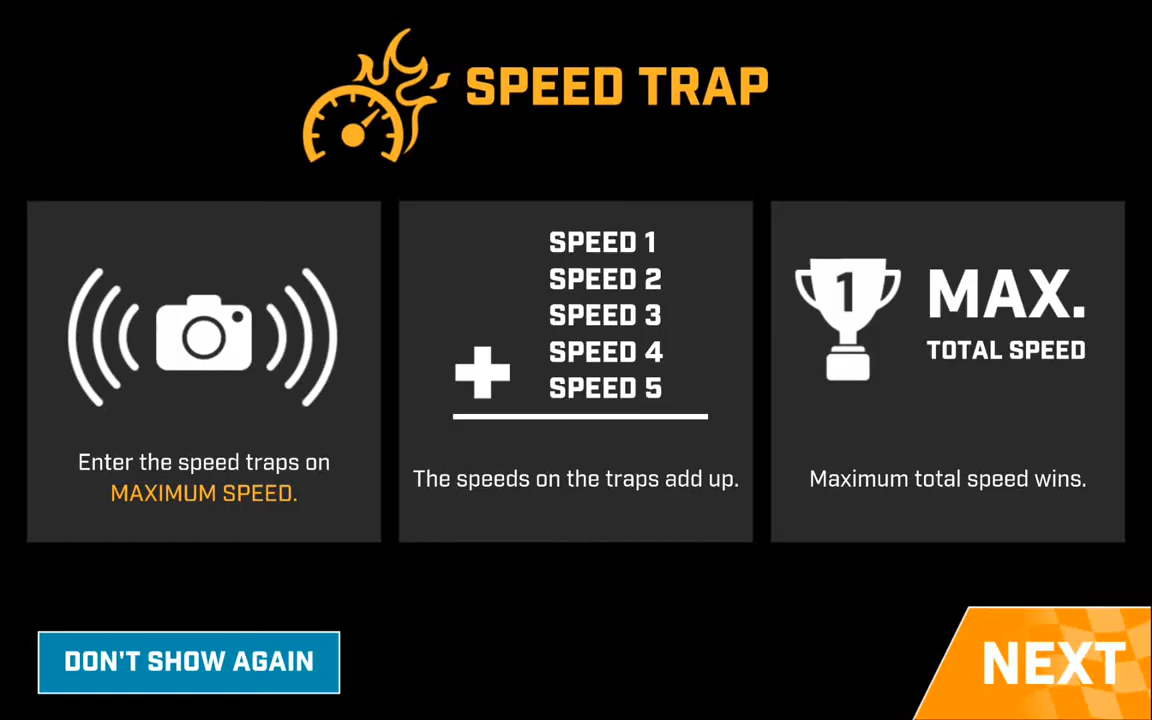 SPEED TRAP
Enter the speed traps on
MAXIMUM SPEED.
SPEED 1
SPEED 2
SPEED 3
SPEED 4
+ SPEED 5
The speeds on the traps add up.
1
MAX.
TOTAL SPEED
Maximum total speed wins.
DON'T SHOW AGAIN
NEXT